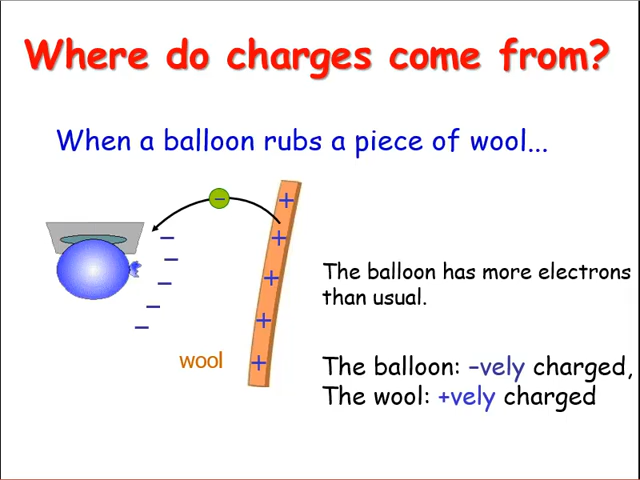 Where do charges come from?
When a balloon rubs a piece of wool...
–
+
+
+
+
+
–
–
–
–
–
The balloon has more electrons
than usual.
wool
The balloon: –vely charged,
The wool: +vely charged